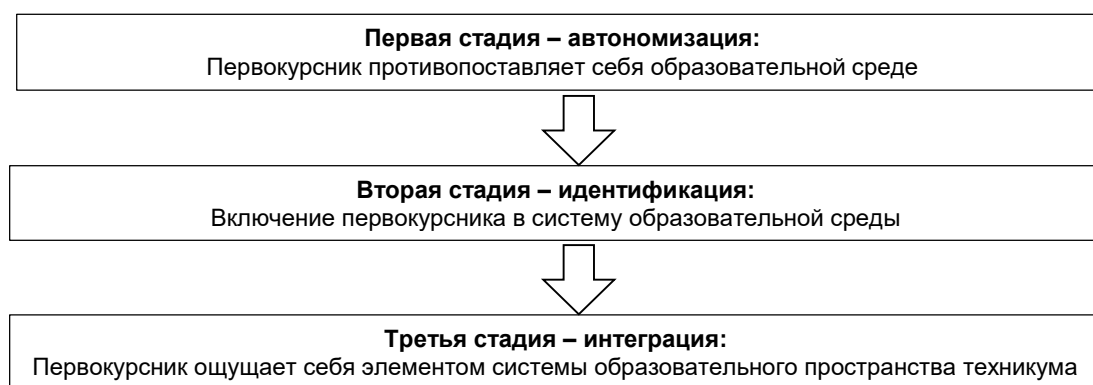 Первая стадия – автономизация:
Первокурсник противопоставляет себя образовательной среде
Вторая стадия – идентификация:
Включение первокурсника в систему образовательной среды
Третья стадия – интеграция:
Первокурсник ощущает себя элементом системы образовательного пространства техникума